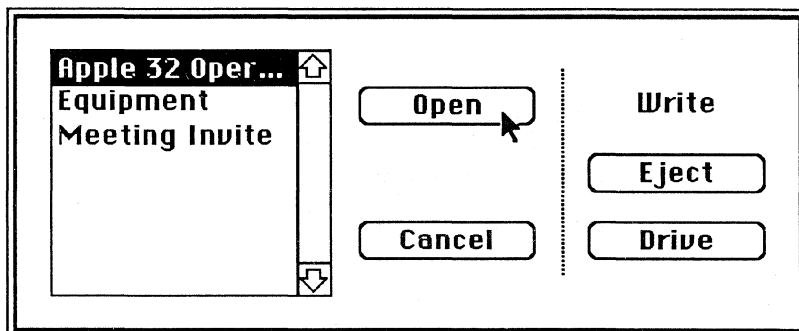 Apple 32 Oper...
Equipment
Meeting Invite
Open
Cancel
Write
Eject
Drive